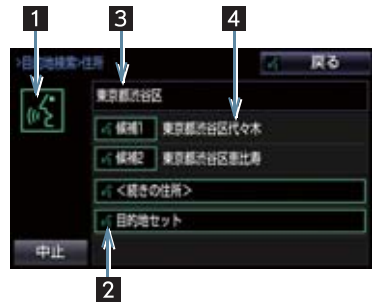 1
3
4
>目的地検索>住所
戻る
東京都渋谷区
候補1 東京都渋谷区代々木
候補2 東京都渋谷区恵比寿
<続きの住所>
目的地セット
中止
2